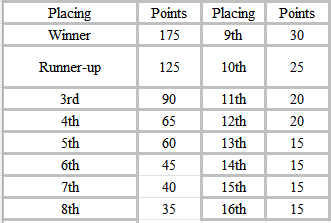 Placing Points Placing Points
Winner 175 9th 30
Runner-up 125 10th 25
3rd 90 11th 20
4th 65 12th 20
5th 60 13th 15
6th 45 14th 15
7th 40 15th 15
8th 35 16th 15